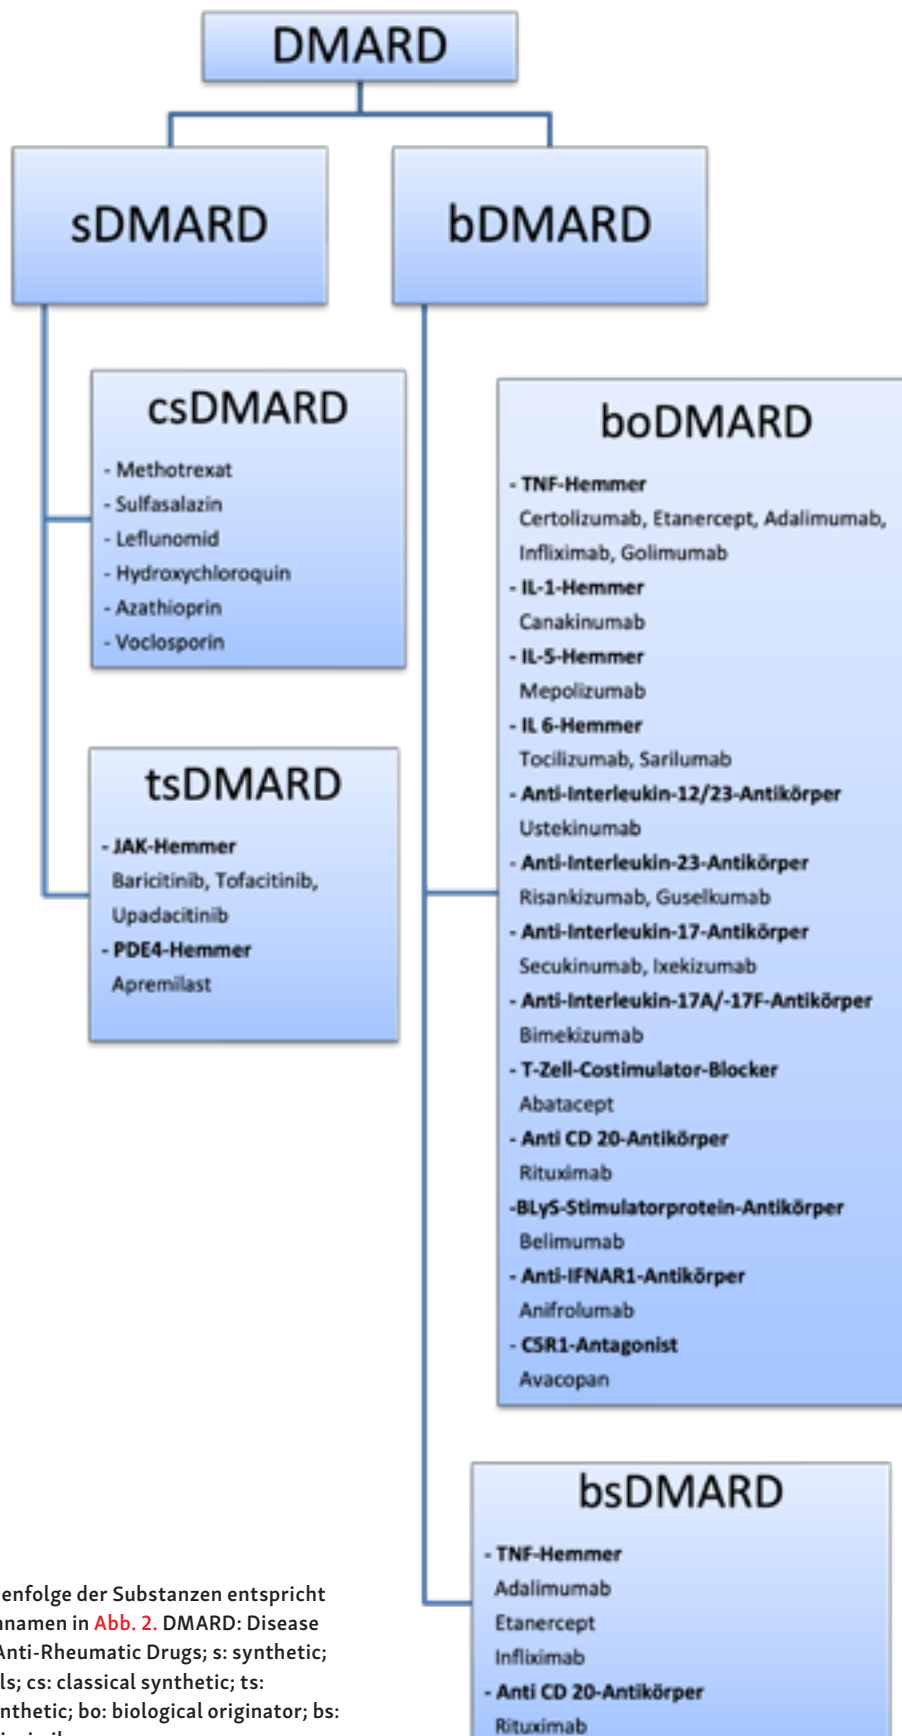 DMARD
sDMARD
bDMARD
csDMARD
- Methotrexat
- Sulfasalazin
- Leflunomid
- Hydroxychloroquin
- Azathioprin
- Voclosporin
tsDMARD
- JAK-Hemmer
Baricitinib, Tofacitinib,
Upadacitinib
- PDE4-Hemmer
Apremilast
boDMARD
- TNF-Hemmer
Certolizumab, Etanercept, Adalimumab,
Infliximab, Golimumab
- IL-1-Hemmer
Canakinumab
- IL-5-Hemmer
Mepolizumab
- IL 6-Hemmer
Tocilizumab, Sarilumab
- Anti-Interleukin-12/23-Antikörper
Ustekinumab
- Anti-Interleukin-23-Antikörper
Risankizumab, Guselkumab
- Anti-Interleukin-17-Antikörper
Secukinumab, Ixekizumab
- Anti-Interleukin-17A/-17F-Antikörper
Bimekizumab
- T-Zell-Costimulator-Blocker
Abatacept
- Anti CD 20-Antikörper
Rituximab
-BLyS-Stimulatorprotein-Antikörper
Belimumab
- Anti-IFNAR1-Antikörper
Anifrolumab
- C5R1-Antagonist
Avacopan
bsDMARD
- TNF-Hemmer
Adalimumab
Etanercept
Infliximab
- Anti CD 20-Antikörper
Rituximab
enfolge der Substanzen entspricht
nnamen in Abb. 2. DMARD: Disease
Anti-Rheumatic Drugs; s: synthetic;
ls; cs: classical synthetic; ts:
nthetic; bo: biological originator; bs: